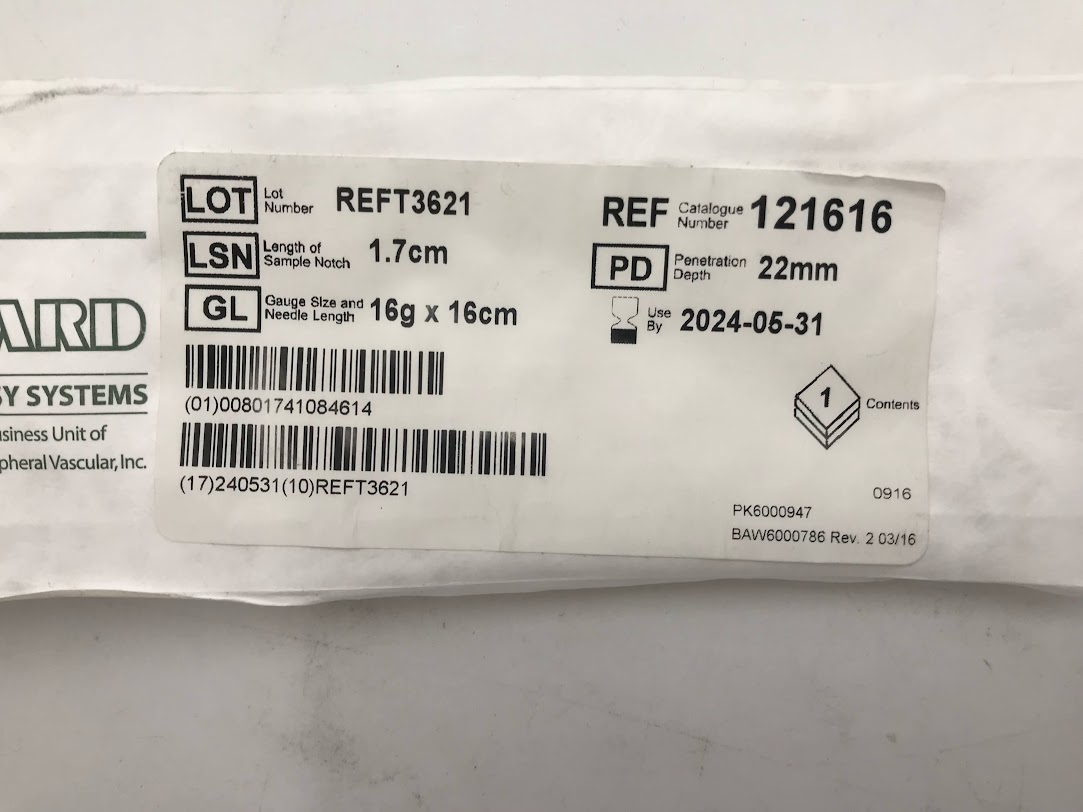 LOT Lot Number REFT3621
REF Catalogue Number 121616
LSN Length of Sample Notch 1.7cm
PD Penetration Depth 22mm
GL Gauge Size and Needle Length 16g x 16cm
Use By 2024-05-31
(01)00801741084614
1 Contents
(17)240531(10)REFT3621
0916
PK6000947
BAW6000786 Rev. 2 03/16
ARD
SY SYSTEMS
usiness Unit of
pheral Vascular, Inc.